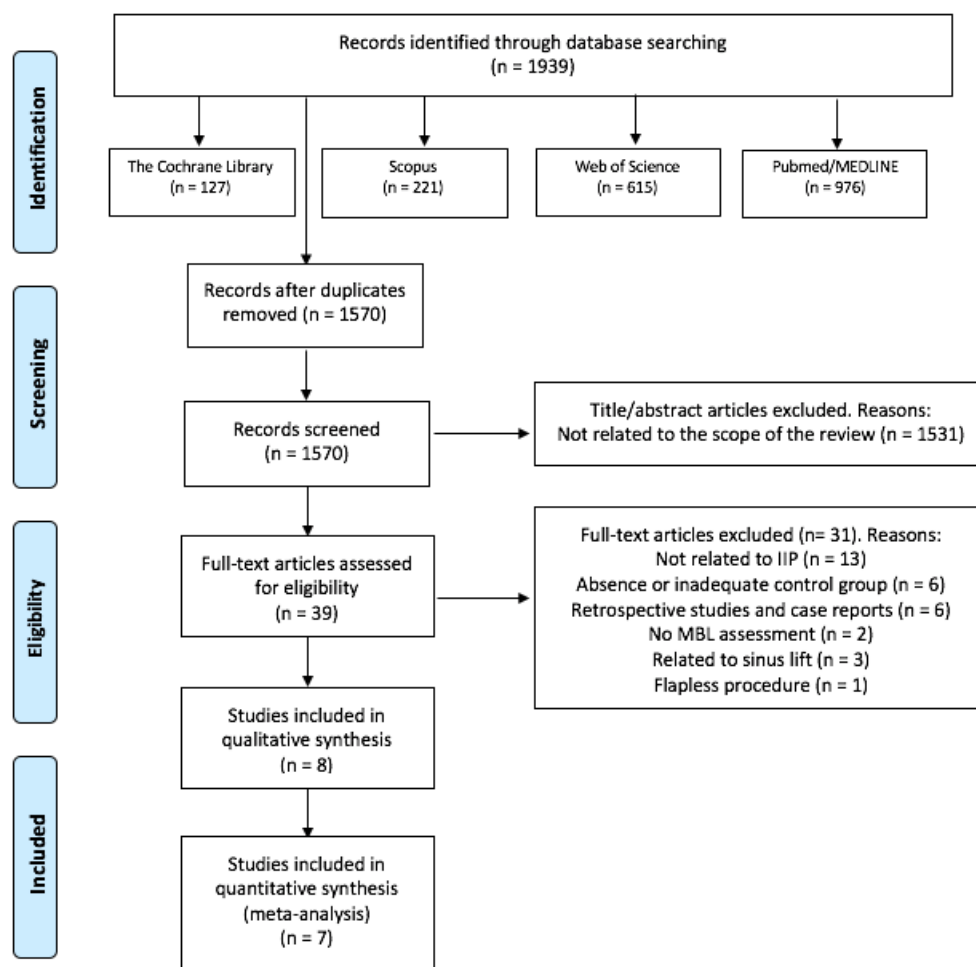 Records identified through database searching
(n = 1939)
Identification
The Cochrane Library
(n = 127)
Scopus
(n = 221)
Web of Science
(n = 615)
Pubmed/MEDLINE
(n = 976)
Screening
Records after duplicates
removed (n = 1570)
Records screened
(n = 1570)
Title/abstract articles excluded. Reasons:
Not related to the scope of the review (n = 1531)
Eligibility
Full-text articles assessed
for eligibility
(n = 39)
Full-text articles excluded (n= 31). Reasons:
Not related to IIP (n = 13)
Absence or inadequate control group (n = 6)
Retrospective studies and case reports (n = 6)
No MBL assessment (n = 2)
Related to sinus lift (n = 3)
Flapless procedure (n = 1)
Studies included in
qualitative synthesis
(n = 8)
Included
Studies included in
quantitative synthesis
(meta-analysis)
(n = 7)